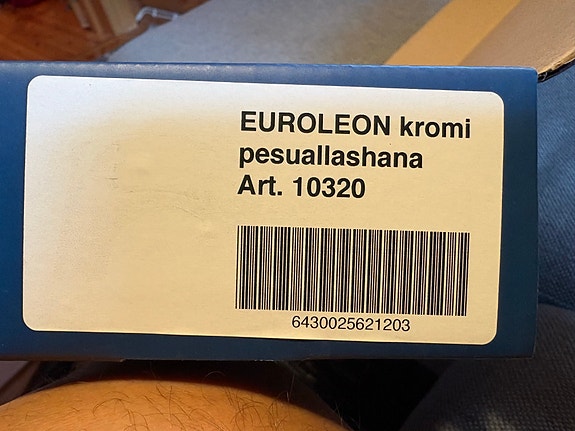 EUROLEON kromi
pesuallashana
Art. 10320
6430025621203